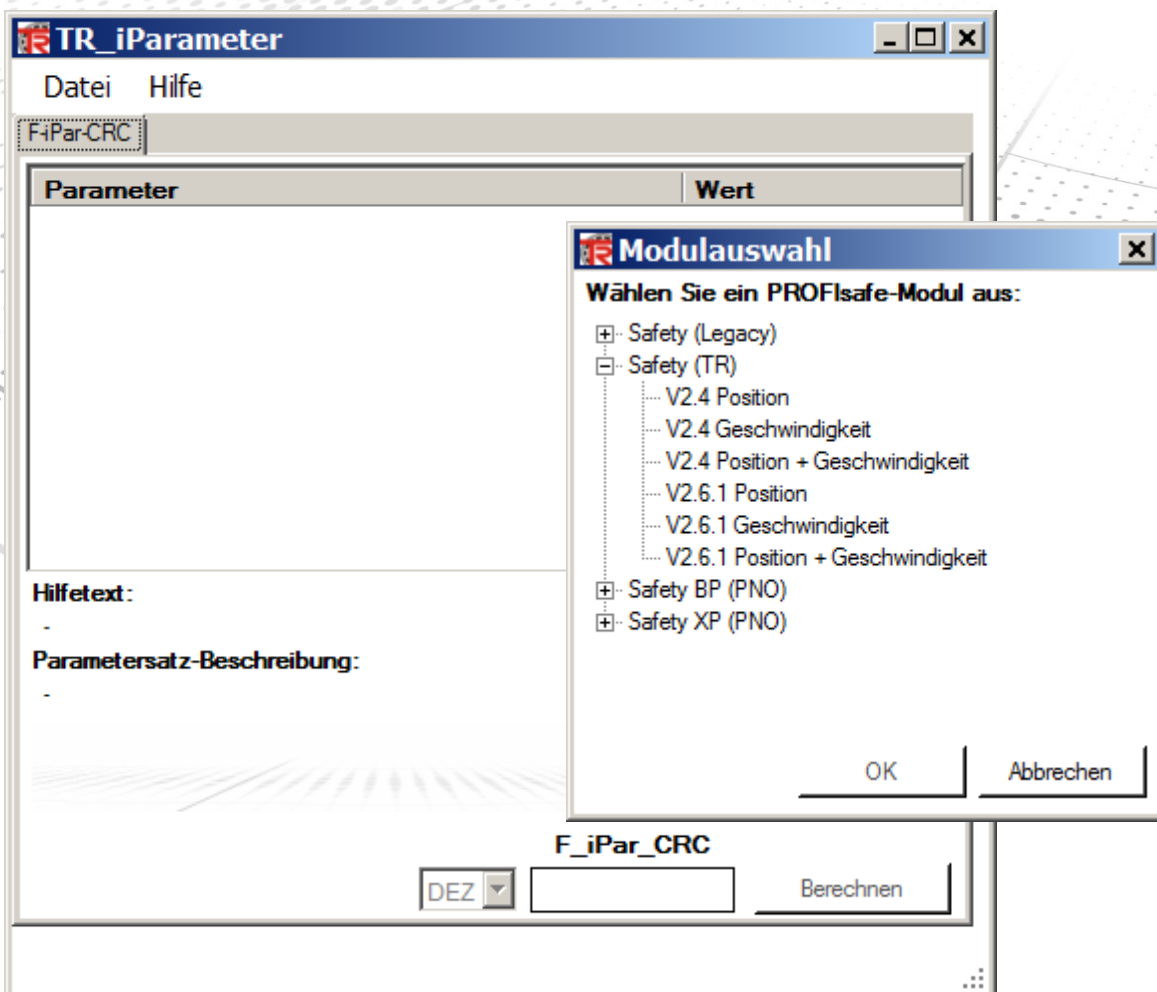 TR_iParameter
Datei Hilfe
F-iPar-CRC
Parameter Wert
Modulauswahl
Wählen Sie ein PROFIsafe-Modul aus:
Safety (Legacy)
Safety (TR)
V2.4 Position
V2.4 Geschwindigkeit
V2.4 Position + Geschwindigkeit
V2.6.1 Position
V2.6.1 Geschwindigkeit
V2.6.1 Position + Geschwindigkeit
Safety BP (PNO)
Safety XP (PNO)
OK Abbrechen
Hilfetext:
-
Parametersatz-Beschreibung:
-
F_iPar_CRC
DEZ Berechnen